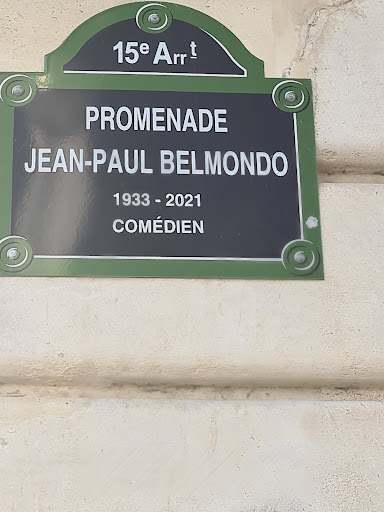 15e Arrt
PROMENADE
JEAN-PAUL BELMONDO
1933 - 2021
COMÉDIEN